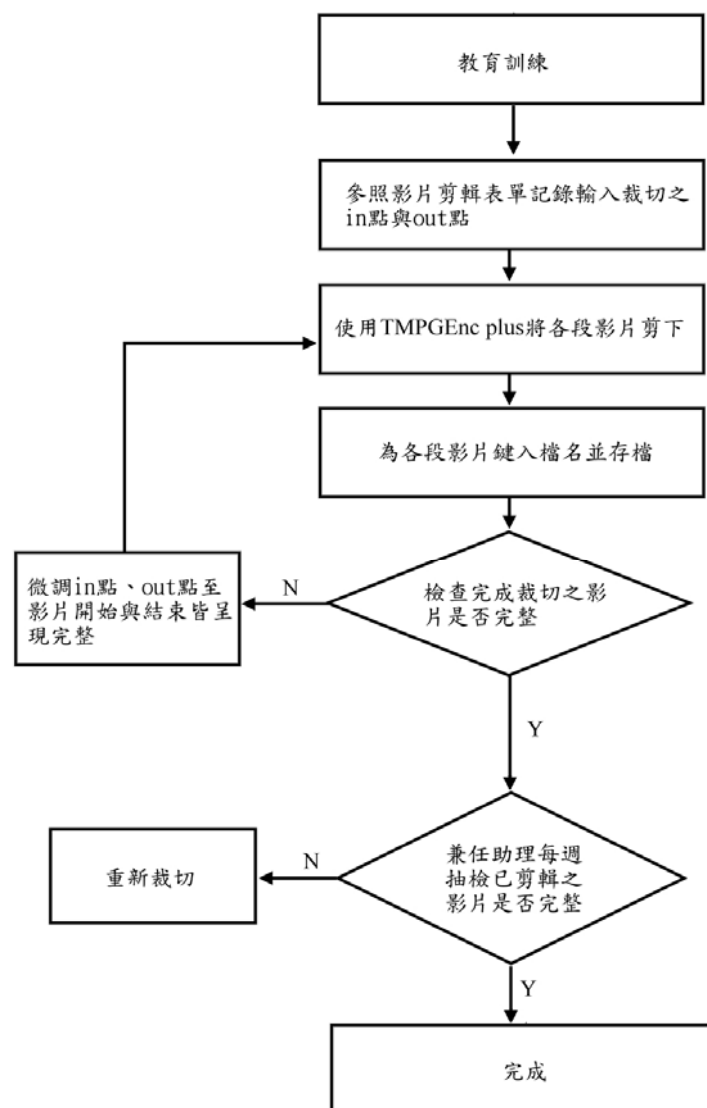 教育訓練
參照影片剪輯表單記錄輸入裁切之
in點與out點
使用TMPGEnc plus將各段影片剪下
為各段影片鍵入檔名並存檔
微調in點、out點至
影片開始與結束皆呈
現完整
N
檢查完成裁切之影
片是否完整
Y
重新裁切
N
兼任助理每週
抽檢已剪輯之
影片是否完整
Y
完成